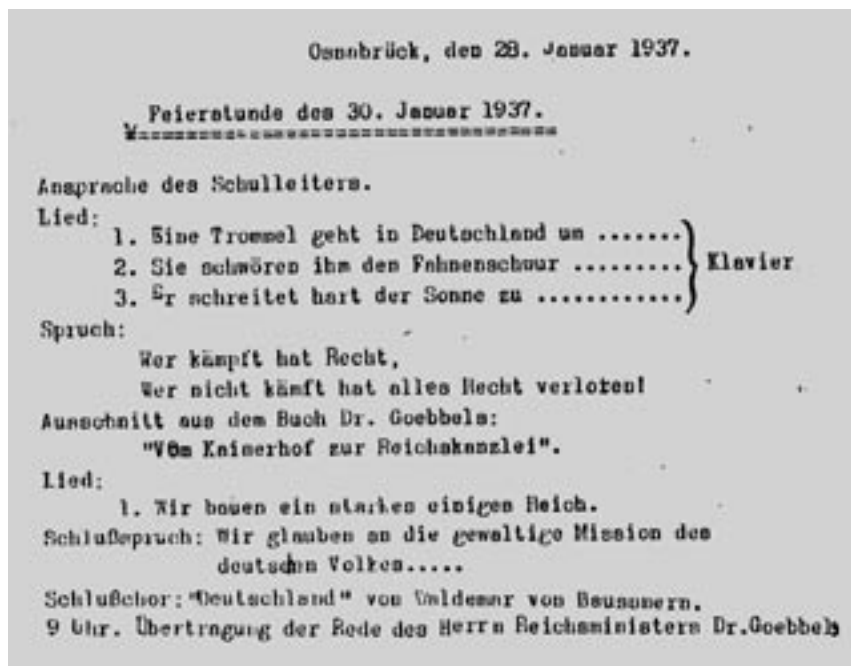 Osnabrück, den 28. Januar 1937.
Feierstunde des 30. Januar 1937.
Ansprache des Schulleiters.
Lied:
1. Eine Trommel geht in Deutschland um .......
2. Sie schwören ihm den Fahnenschwur ......... Klavier
3. Er schreitet hart der Sonne zu ............
Spruch:
Wer kämpft hat Recht,
Wer nicht kämft hat alles Recht verloren!
Ausschnitt aus dem Buch Dr. Goebbels:
"Vom Kaiserhof zur Reichskanzlei".
Lied:
1. Wir bauen ein starkes einiges Reich.
Schlußspruch: Wir glauben an die gewaltige Mission des
deutschen Volkes.....
Schlußchor: "Deutschland" von Waldemar von Baussnern.
9 Uhr. Übertragung der Rede des Herrn Reichsministers Dr.Goebbels